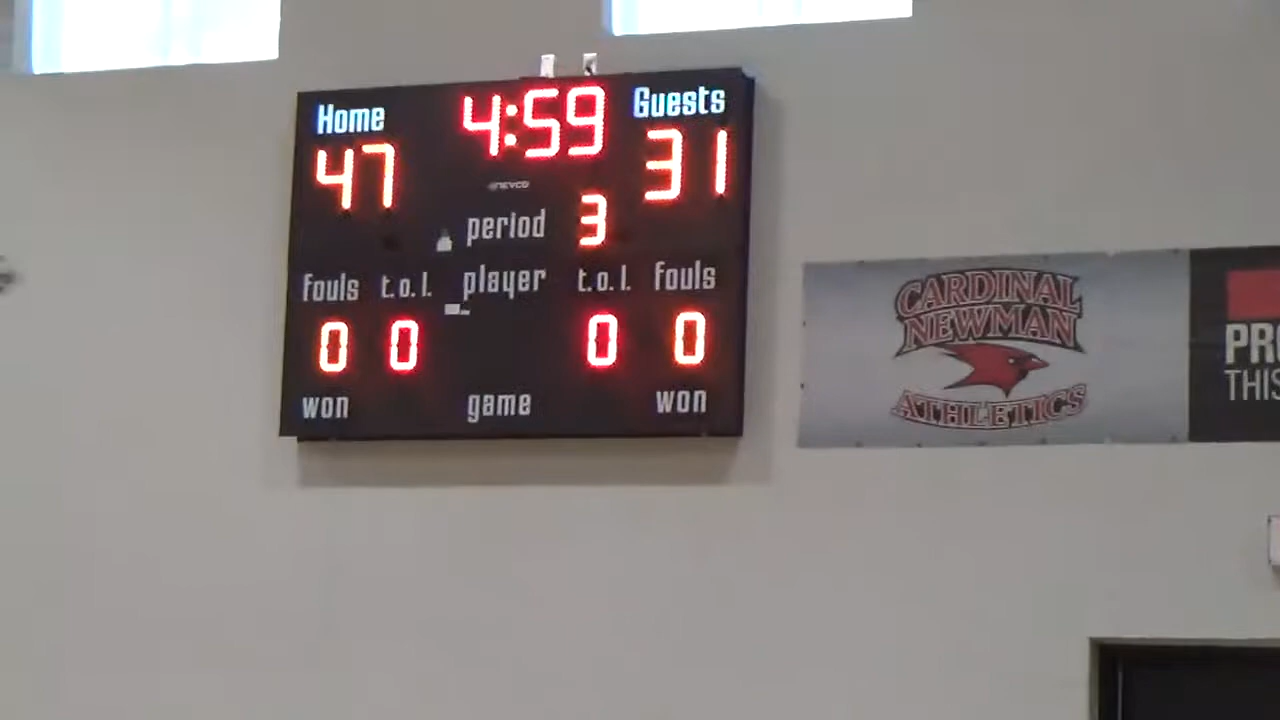 Home 4:59 Guests
47 31
NEVCO
period 3
fouls t.o.l. player t.o.l. fouls
0 0 0 0
won game won
CARDINAL
NEWMAN
ATHLETICS
THIS